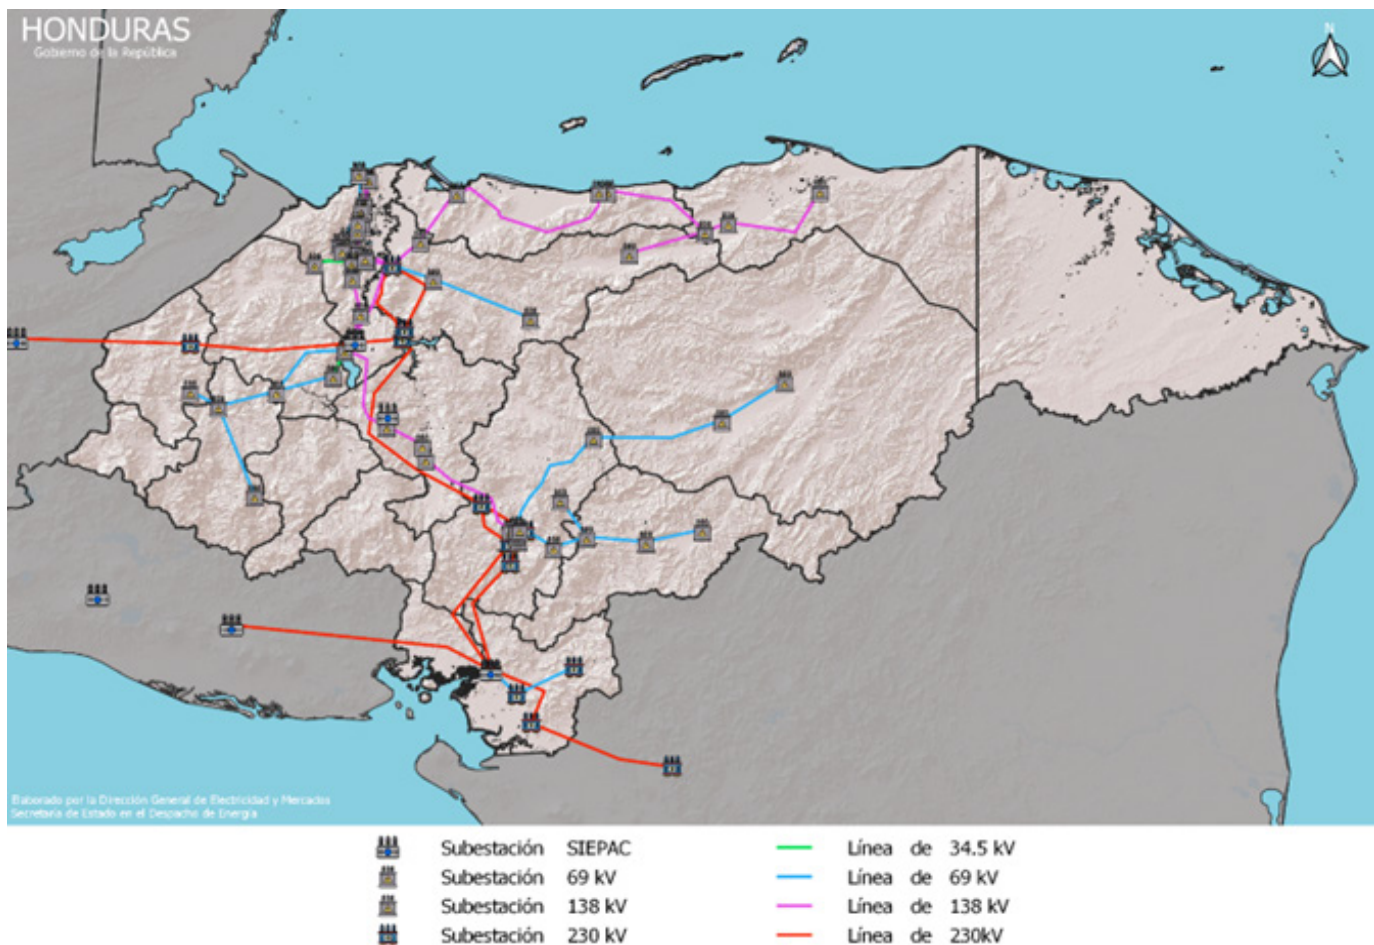 HONDURAS
Gobierno de la República
N
Elaborado por la Dirección General de Electricidad y Mercados
Secretaría de Estado en el Despacho de Energía
Subestación SIEPAC
Subestación 69 kV
Subestación 138 kV
Subestación 230 kV
Línea de 34.5 kV
Línea de 69 kV
Línea de 138 kV
Línea de 230kV